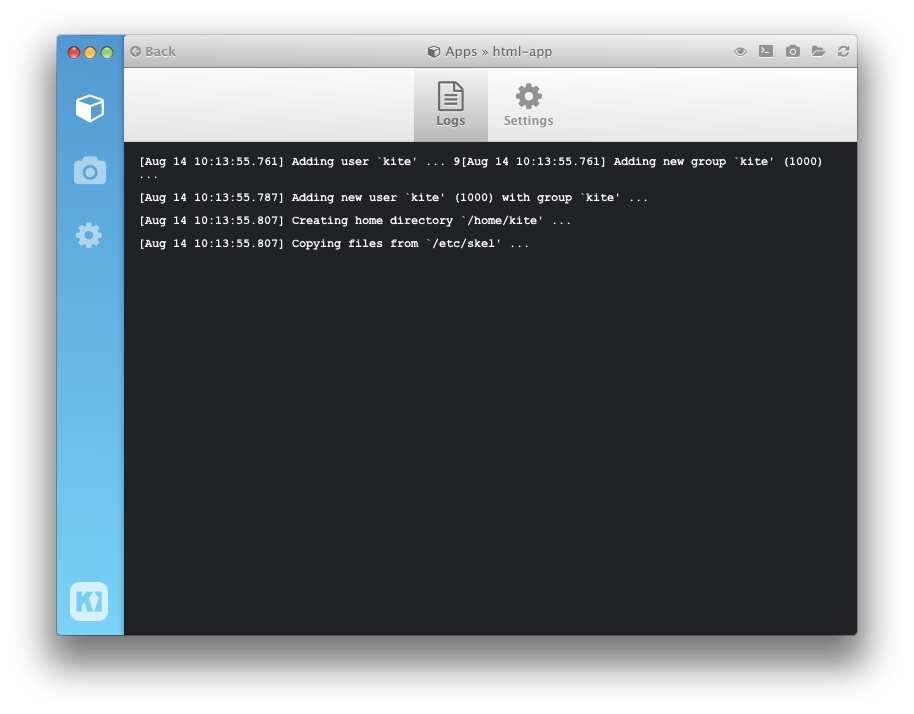 Back
Apps » html-app
Logs
Settings
[Aug 14 10:13:55.761] Adding user `kite' ... 9[Aug 14 10:13:55.761] Adding new group `kite' (1000)
...
[Aug 14 10:13:55.787] Adding new user `kite' (1000) with group `kite' ...
[Aug 14 10:13:55.807] Creating home directory `/home/kite' ...
[Aug 14 10:13:55.807] Copying files from `/etc/skel' ...